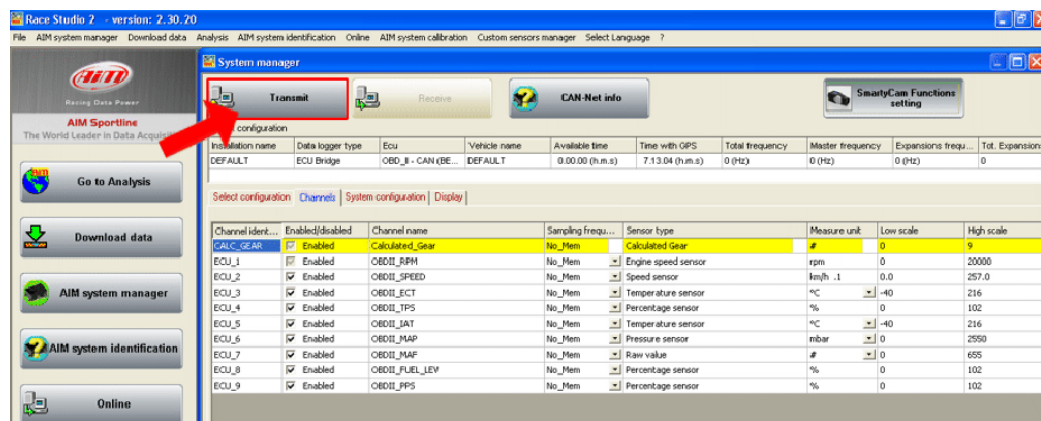 Race Studio 2 - version: 2.30.20
File AIM system manager Download data Analysis AIM system identification Online AIM system calibration Custom sensors manager Select Language ?
AiM
Racing Data Power
AIM Sportline
The World Leader in Data Acquisi
Go to Analysis
Download data
AIM system manager
AIM system identification
Online
System manager
Transmit
Receive
CAN-Net info
SmartyCam Functions
setting
configuration
Installation name Data logger type Ecu Vehicle name Available time Time with GPS Total frequency Master frequency Expansions frequ... Tot. Expansions
DEFAULT ECU Bridge OBD_II - CAN (BE... DEFAULT 0.00.00 (h.m.s) 7.13.04 (h.m.s) 0 (Hz) 0 (Hz) 0 (Hz) 0
Select configuration Channels System configuration Display
Channel ident... Enabled/disabled Channel name Sampling frequ... Sensor type Measure unit Low scale High scale
CALC_GEAR Enabled Calculated_Gear No_Mem Calculated Gear # 0 9
ECU_1 Enabled OBDII_RPM No_Mem Engine speed sensor rpm 0 20000
ECU_2 Enabled OBDII_SPEED No_Mem Speed sensor km/h .1 0.0 257.0
ECU_3 Enabled OBDII_ECT No_Mem Temperature sensor °C -40 216
ECU_4 Enabled OBDII_TPS No_Mem Percentage sensor % 0 102
ECU_5 Enabled OBDII_IAT No_Mem Temperature sensor °C -40 216
ECU_6 Enabled OBDII_MAP No_Mem Pressure sensor mbar 0 2550
ECU_7 Enabled OBDII_MAF No_Mem Raw value # 0 655
ECU_8 Enabled OBDII_FUEL_LEV No_Mem Percentage sensor % 0 102
ECU_9 Enabled OBDII_PPS No_Mem Percentage sensor % 0 102